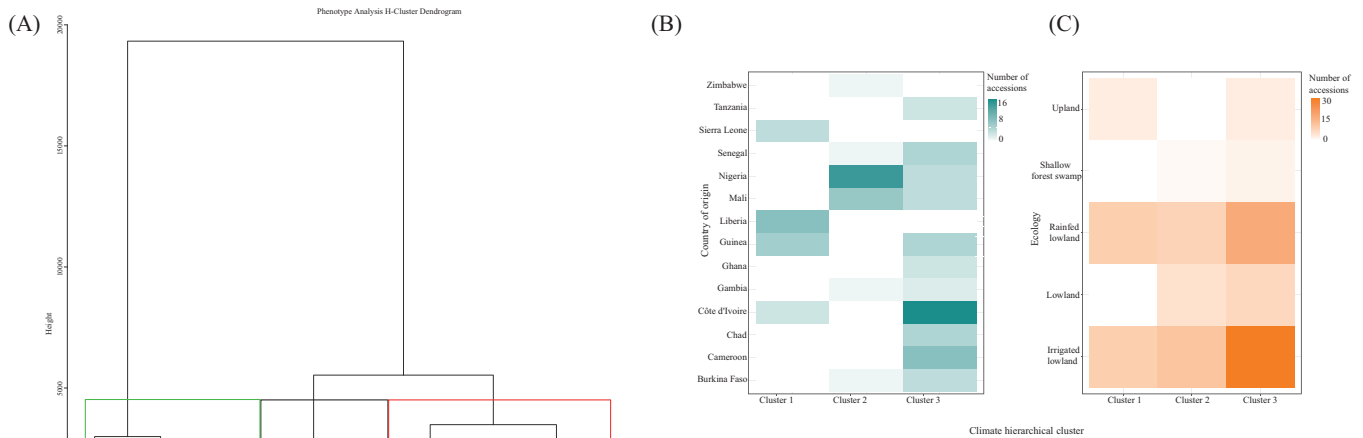 (A)
Phenotype Analysis H-Cluster Dendrogram
20000
15000
10000
5000
Height
(B)
Number of
accessions
16
8
0
Zimbabwe
Tanzania
Sierra Leone
Senegal
Nigeria
Mali
Liberia
Guinea
Ghana
Gambia
Côte d'Ivoire
Chad
Cameroon
Burkina Faso
Country of origin
Cluster 1
Cluster 2
Cluster 3
(C)
Number of
accessions
30
15
0
Upland
Shallow
forest swamp
Rainfed
lowland
Lowland
Irrigated
lowland
Ecology
Cluster 1
Cluster 2
Cluster 3
Climate hierarchical cluster